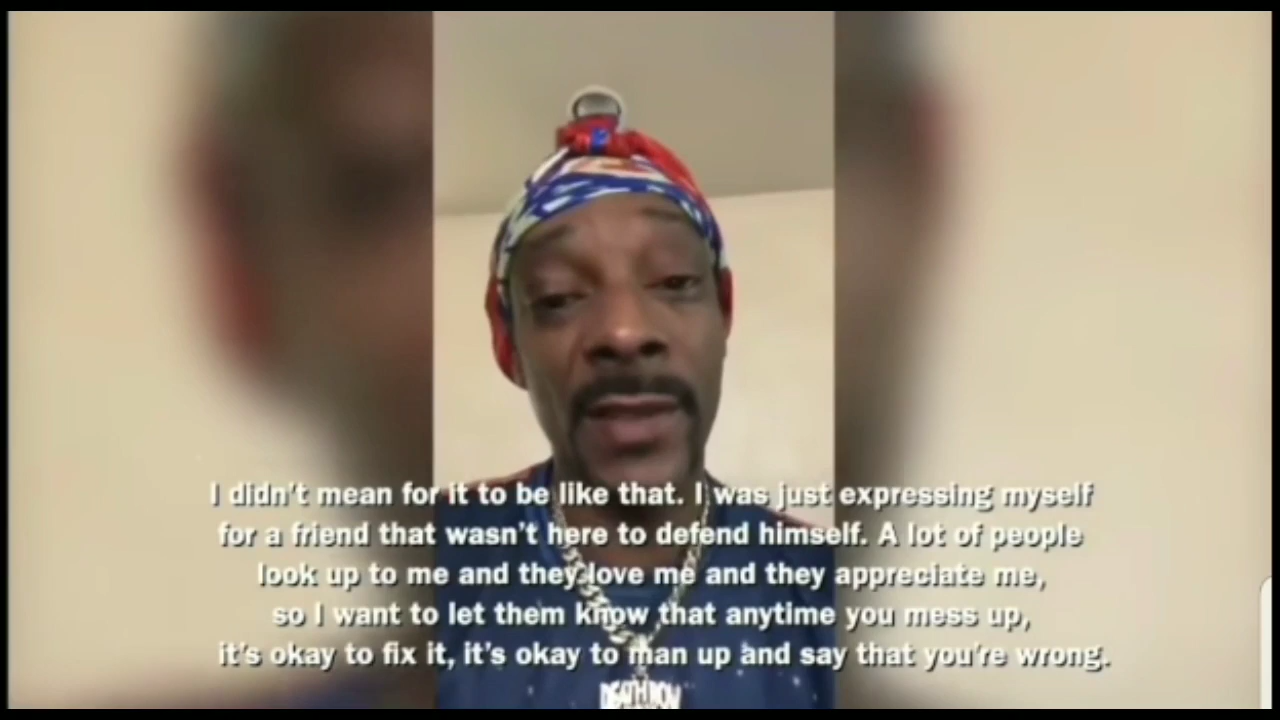 I didn't mean for it to be like that. I was just expressing myself
for a friend that wasn't here to defend himself. A lot of people
look up to me and they love me and they appreciate me,
so I want to let them know that anytime you mess up,
it's okay to fix it, it's okay to man up and say that you're wrong.
DEATH ROW